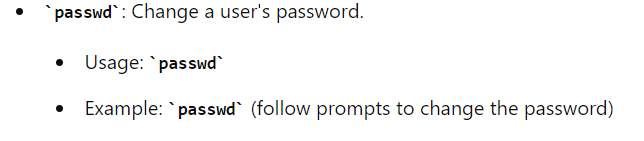 • `passwd`: Change a user's password.
• Usage: `passwd`
• Example: `passwd` (follow prompts to change the password)